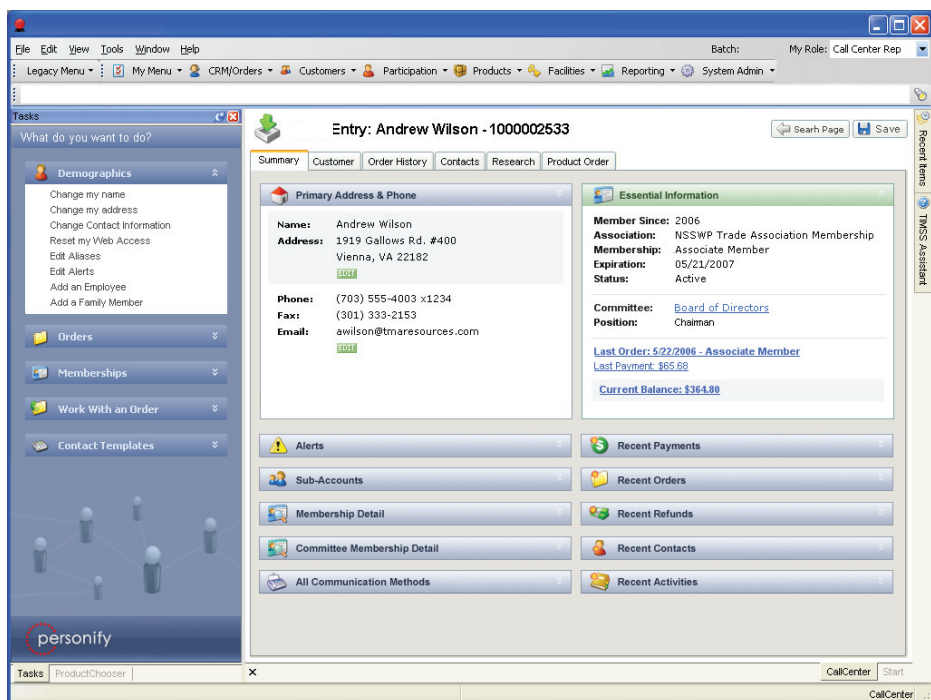 File Edit View Tools Window Help Batch: My Role: Call Center Rep
Legacy Menu My Menu CRM/Orders Customers Participation Products Facilities Reporting System Admin
Tasks
What do you want to do?
Demographics
Change my name
Change my address
Change Contact Information
Reset my Web Access
Edit Aliases
Edit Alerts
Add an Employee
Add a Family Member
Orders
Memberships
Work With an Order
Contact Templates
personify
Tasks ProductChooser
Entry: Andrew Wilson - 1000002533
Searh Page Save
Summary Customer Order History Contacts Research Product Order
Primary Address & Phone
Name: Andrew Wilson
Address: 1919 Gallows Rd. #400
Vienna, VA 22182
EDIT
Phone: (703) 555-4003 x1234
Fax: (301) 333-2153
Email: awilson@tmaresources.com
EDIT
Essential Information
Member Since: 2006
Association: NSSWP Trade Association Membership
Membership: Associate Member
Expiration: 05/21/2007
Status: Active
Committee: Board of Directors
Position: Chairman
Last Order: 5/22/2006 - Associate Member
Last Payment: $65.68
Current Balance: $364.80
Alerts
Sub-Accounts
Membership Detail
Committee Membership Detail
All Communication Methods
Recent Payments
Recent Orders
Recent Refunds
Recent Contacts
Recent Activities
Recent Items
TIMSS Assistant
CallCenter Start
CallCenter